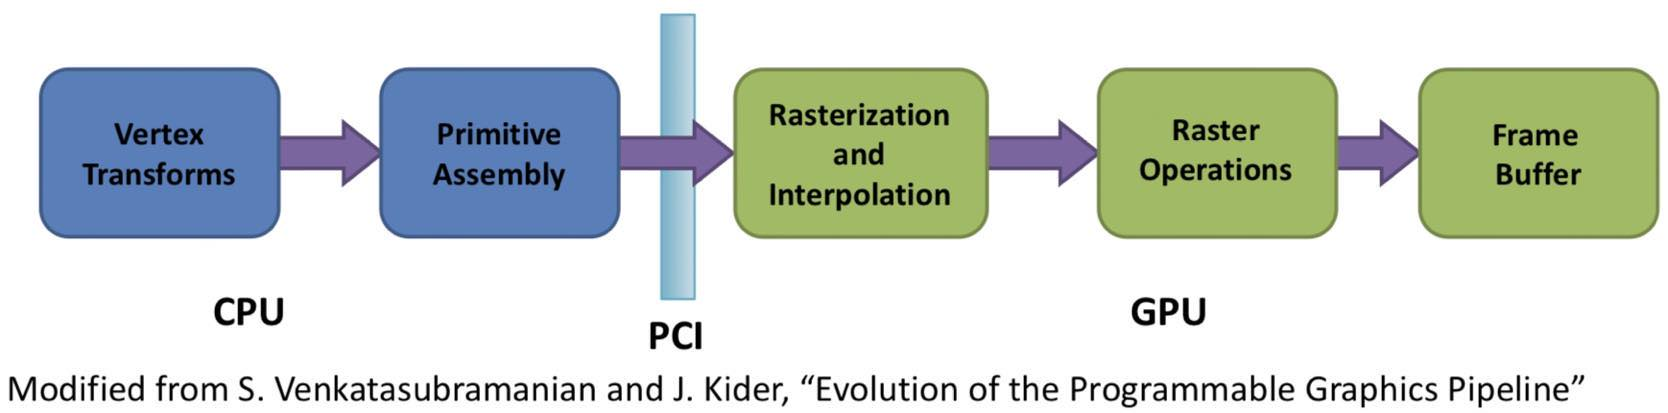 Vertex
Transforms
Primitive
Assembly
Rasterization
and
Interpolation
Raster
Operations
Frame
Buffer
CPU
PCI
GPU
Modified from S. Venkatasubramanian and J. Kider, “Evolution of the Programmable Graphics Pipeline”